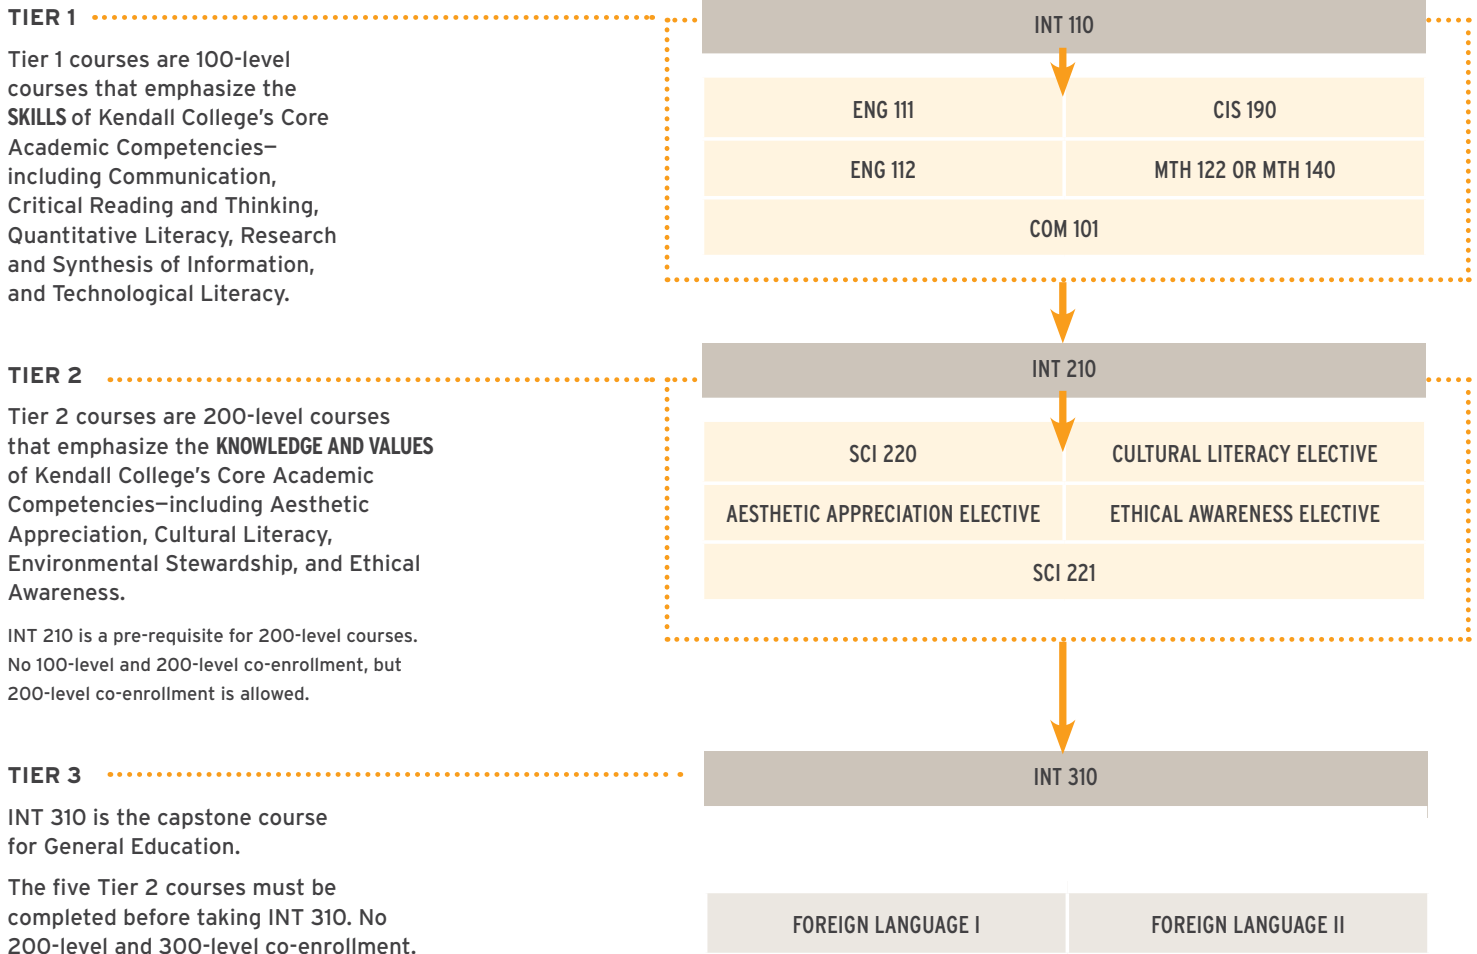 TIER 1
Tier 1 courses are 100-level
courses that emphasize the
SKILLS of Kendall College’s Core
Academic Competencies—
including Communication,
Critical Reading and Thinking,
Quantitative Literacy, Research
and Synthesis of Information,
and Technological Literacy.
INT 110
ENG 111
CIS 190
ENG 112
MTH 122 OR MTH 140
COM 101
TIER 2
Tier 2 courses are 200-level courses
that emphasize the KNOWLEDGE AND VALUES
of Kendall College’s Core Academic
Competencies—including Aesthetic
Appreciation, Cultural Literacy,
Environmental Stewardship, and Ethical
Awareness.
INT 210 is a pre-requisite for 200-level courses.
No 100-level and 200-level co-enrollment, but
200-level co-enrollment is allowed.
INT 210
SCI 220
CULTURAL LITERACY ELECTIVE
AESTHETIC APPRECIATION ELECTIVE
ETHICAL AWARENESS ELECTIVE
SCI 221
TIER 3
INT 310 is the capstone course
for General Education.
The five Tier 2 courses must be
completed before taking INT 310. No
200-level and 300-level co-enrollment.
INT 310
FOREIGN LANGUAGE I
FOREIGN LANGUAGE II